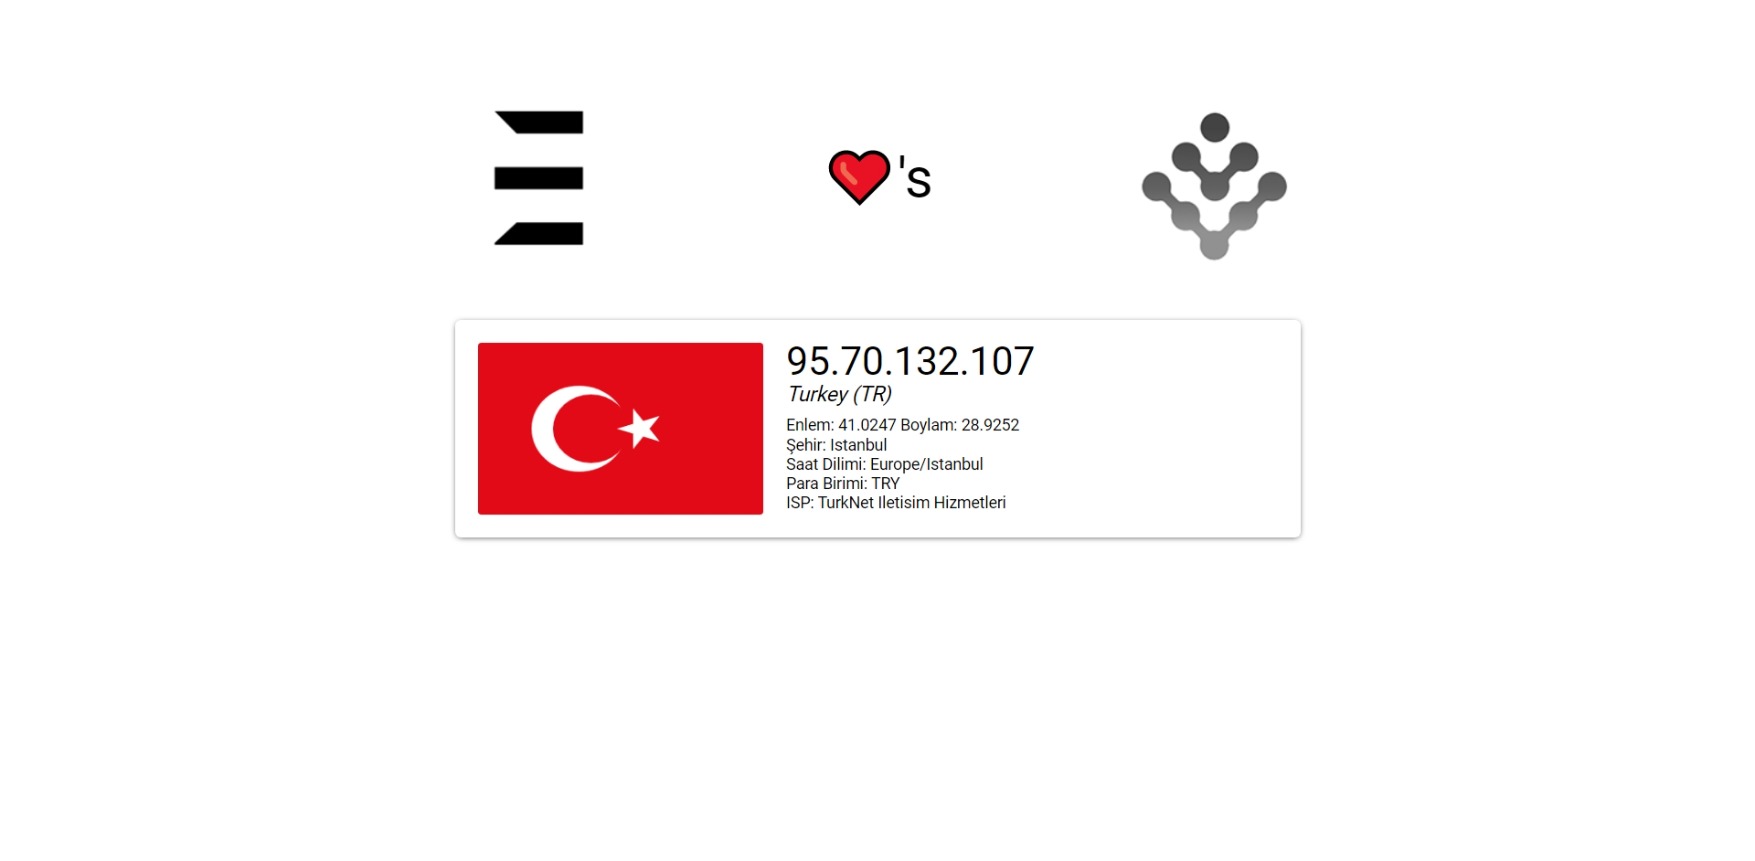 's
95.70.132.107
Turkey (TR)
Enlem: 41.0247 Boylam: 28.9252
Şehir: Istanbul
Saat Dilimi: Europe/Istanbul
Para Birimi: TRY
ISP: TurkNet Iletisim Hizmetleri